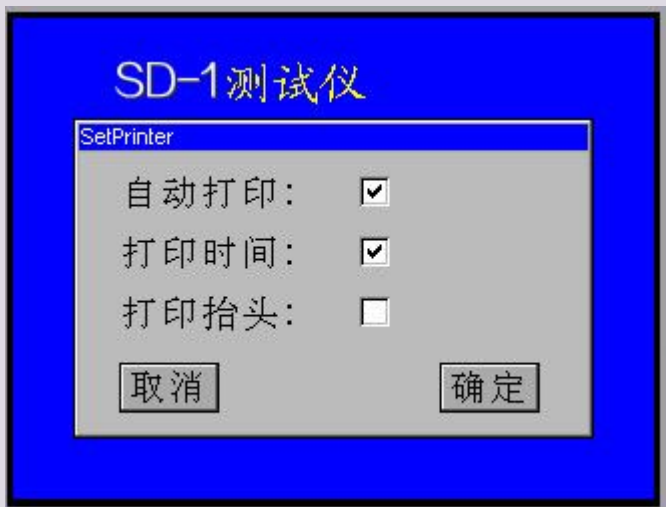 SD-1测试仪
SetPrinter
自动打印：
打印时间：
打印抬头：
取消 确定